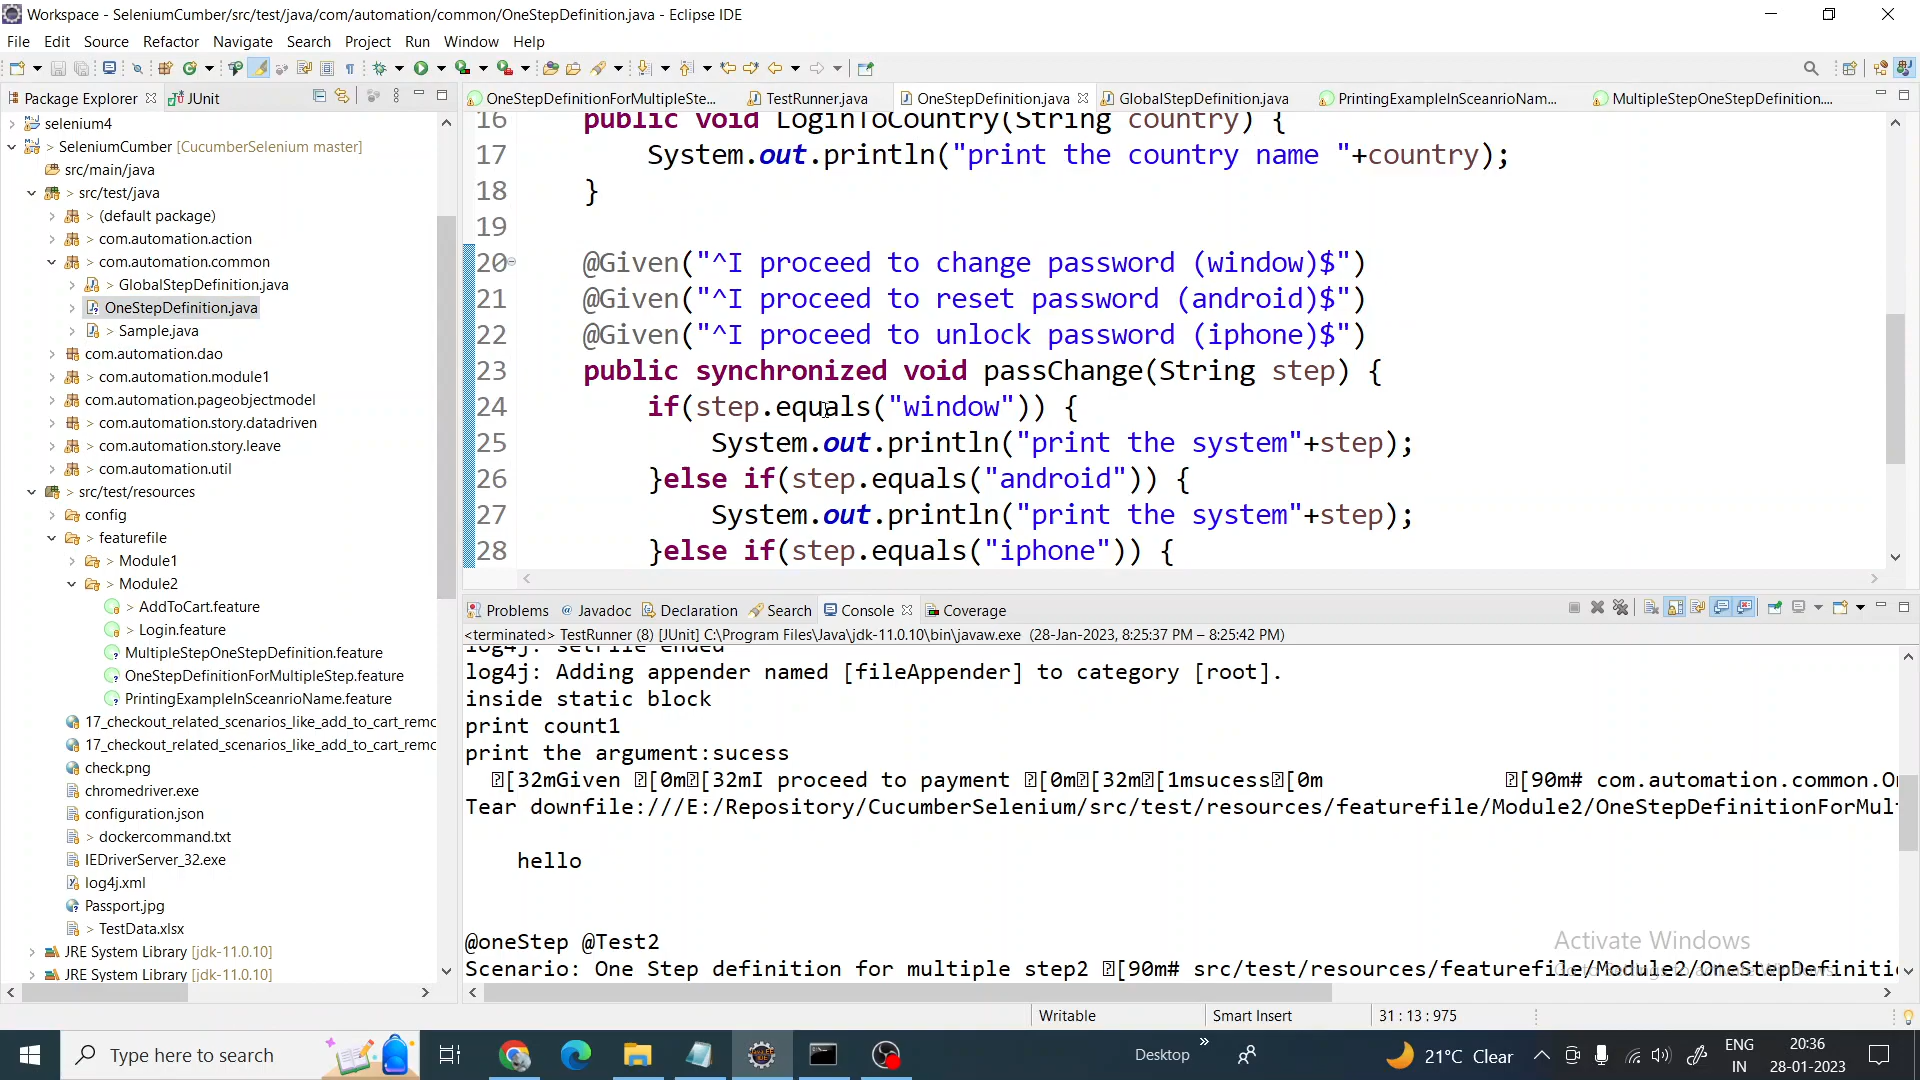 Workspace - SeleniumCumber/src/test/java/com/automation/common/OneStepDefinition.java - Eclipse IDE
File Edit Source Refactor Navigate Search Project Run Window Help
Package Explorer JUnit
OneStepDefinitionForMultipleSte... TestRunner.java OneStepDefinition.java GlobalStepDefinition.java PrintingExampleInSceanrioNam... MultipleStepOneStepDefinition....
selenium4
> SeleniumCumber [CucumberSelenium master]
src/main/java
> src/test/java
> (default package)
> com.automation.action
> com.automation.common
> GlobalStepDefinition.java
OneStepDefinition.java
> Sample.java
com.automation.dao
> com.automation.module1
com.automation.pageobjectmodel
> com.automation.story.datadriven
> com.automation.story.leave
> com.automation.util
> src/test/resources
config
> featurefile
> Module1
> Module2
> AddToCart.feature
> Login.feature
MultipleStepOneStepDefinition.feature
OneStepDefinitionForMultipleStep.feature
PrintingExampleInSceanrioName.feature
17_checkout_related_scenarios_like_add_to_cart_remo
17_checkout_related_scenarios_like_add_to_cart_remo
check.png
chromedriver.exe
configuration.json
> dockercommand.txt
IEDriverServer_32.exe
log4j.xml
Passport.jpg
> TestData.xlsx
JRE System Library [jdk-11.0.10]
JRE System Library [jdk-11.0.10]
16 public void LoginToCountry(String country) {
17 System.out.println("print the country name "+country);
18 }
19
20 @Given("^I proceed to change password (window)$")
21 @Given("^I proceed to reset password (android)$")
22 @Given("^I proceed to unlock password (iphone)$")
23 public synchronized void passChange(String step) {
24 if(step.equals("window")) {
25 System.out.println("print the system"+step);
26 }else if(step.equals("android")) {
27 System.out.println("print the system"+step);
28 }else if(step.equals("iphone")) {
Problems Javadoc Declaration Search Console Coverage
<terminated> TestRunner (8) [JUnit] C:\Program Files\Java\jdk-11.0.10\bin\javaw.exe (28-Jan-2023, 8:25:37 PM – 8:25:42 PM)
log4j: setFile ended
log4j: Adding appender named [fileAppender] to category [root].
inside static block
print count1
print the argument:sucess
[32mGiven [0m[32mI proceed to payment [0m[32m[1msucess[0m [90m# com.automation.common.On
Tear downfile:///E:/Repository/CucumberSelenium/src/test/resources/featurefile/Module2/OneStepDefinitionForMul
hello
@oneStep @Test2
Scenario: One Step definition for multiple step2 [90m# src/test/resources/featurefile/Module2/OneStepDefinitio
Activate Windows
Writable Smart Insert 31 : 13 : 975
Type here to search
Desktop
21°C Clear
ENG
IN
20:36
28-01-2023